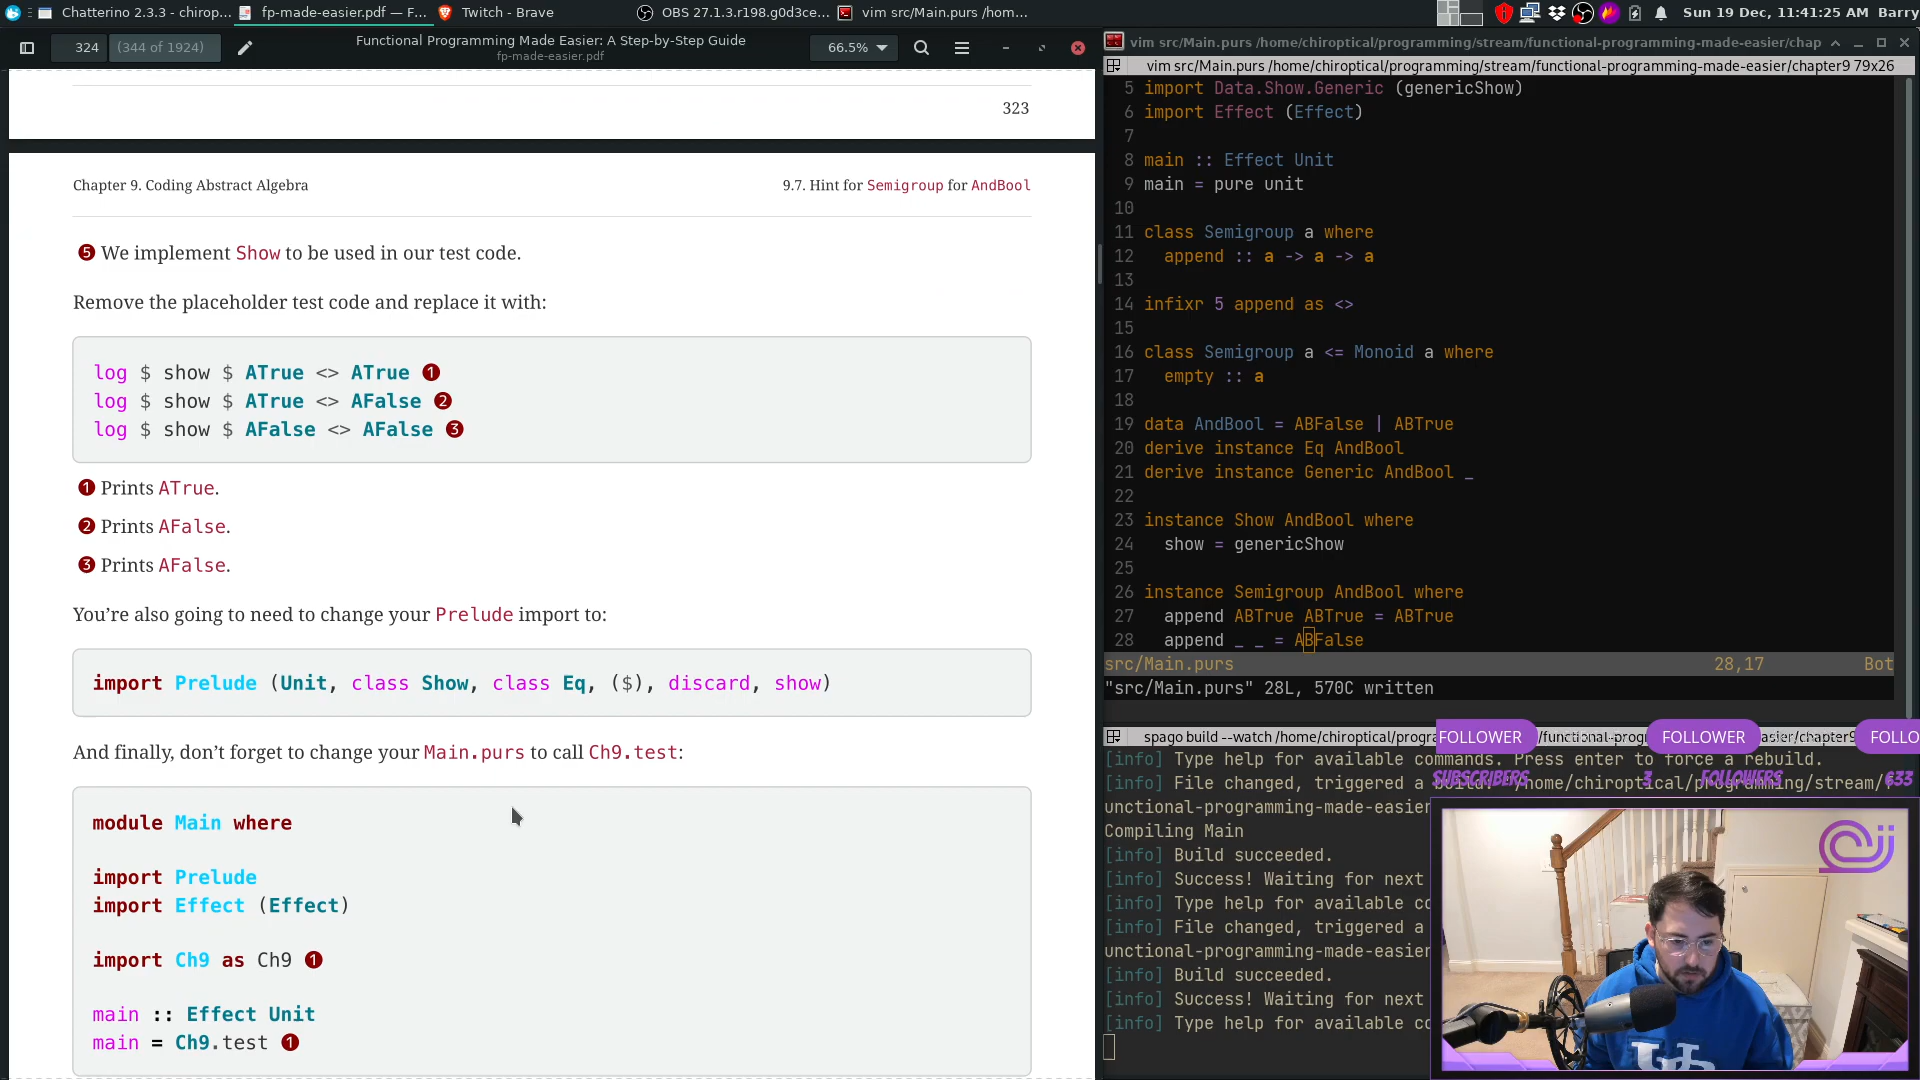 Chatterino 2.3.3 - chirop...
fp-made-easier.pdf — F...
Twitch - Brave
OBS 27.1.3.r198.g0d3ce...
vim src/Main.purs /hom...
Sun 19 Dec, 11:41:25 AM
Barry
324
(344 of 1924)
Functional Programming Made Easier: A Step-by-Step Guide
fp-made-easier.pdf
66.5%
323
Chapter 9. Coding Abstract Algebra
9.7. Hint for Semigroup for AndBool
5 We implement Show to be used in our test code.
Remove the placeholder test code and replace it with:
log $ show $ ATrue <> ATrue 1
log $ show $ ATrue <> AFalse 2
log $ show $ AFalse <> AFalse 3
1 Prints ATrue.
2 Prints AFalse.
3 Prints AFalse.
You’re also going to need to change your Prelude import to:
import Prelude (Unit, class Show, class Eq, ($), discard, show)
And finally, don’t forget to change your Main.purs to call Ch9.test:
module Main where
import Prelude
import Effect (Effect)
import Ch9 as Ch9 1
main :: Effect Unit
main = Ch9.test 1
vim src/Main.purs /home/chiroptical/programming/stream/functional-programming-made-easier/chap
vim src/Main.purs /home/chiroptical/programming/stream/functional-programming-made-easier/chapter9 79x26
5 import Data.Show.Generic (genericShow)
6 import Effect (Effect)
7
8 main :: Effect Unit
9 main = pure unit
10
11 class Semigroup a where
12 append :: a -> a -> a
13
14 infixr 5 append as <>
15
16 class Semigroup a <= Monoid a where
17 empty :: a
18
19 data AndBool = ABFalse | ABTrue
20 derive instance Eq AndBool
21 derive instance Generic AndBool _
22
23 instance Show AndBool where
24 show = genericShow
25
26 instance Semigroup AndBool where
27 append ABTrue ABTrue = ABTrue
28 append _ _ = ABFalse
src/Main.purs 28,17 Bot
"src/Main.purs" 28L, 570C written
spago build --watch /home/chiroptical/progra
FOLLOWER
FOLLOWER
FOLLO
[info] Type help for available commands. Press enter to force a rebuild.
SUBSCRIBERS 3 FOLLOWERS 633
[info] File changed, triggered a build: "/home/chiroptical/programming/stream/f
unctional-programming-made-easier
Compiling Main
[info] Build succeeded.
[info] Success! Waiting for next
[info] Type help for available co
[info] File changed, triggered a
unctional-programming-made-easier
[info] Build succeeded.
[info] Success! Waiting for next
[info] Type help for available co